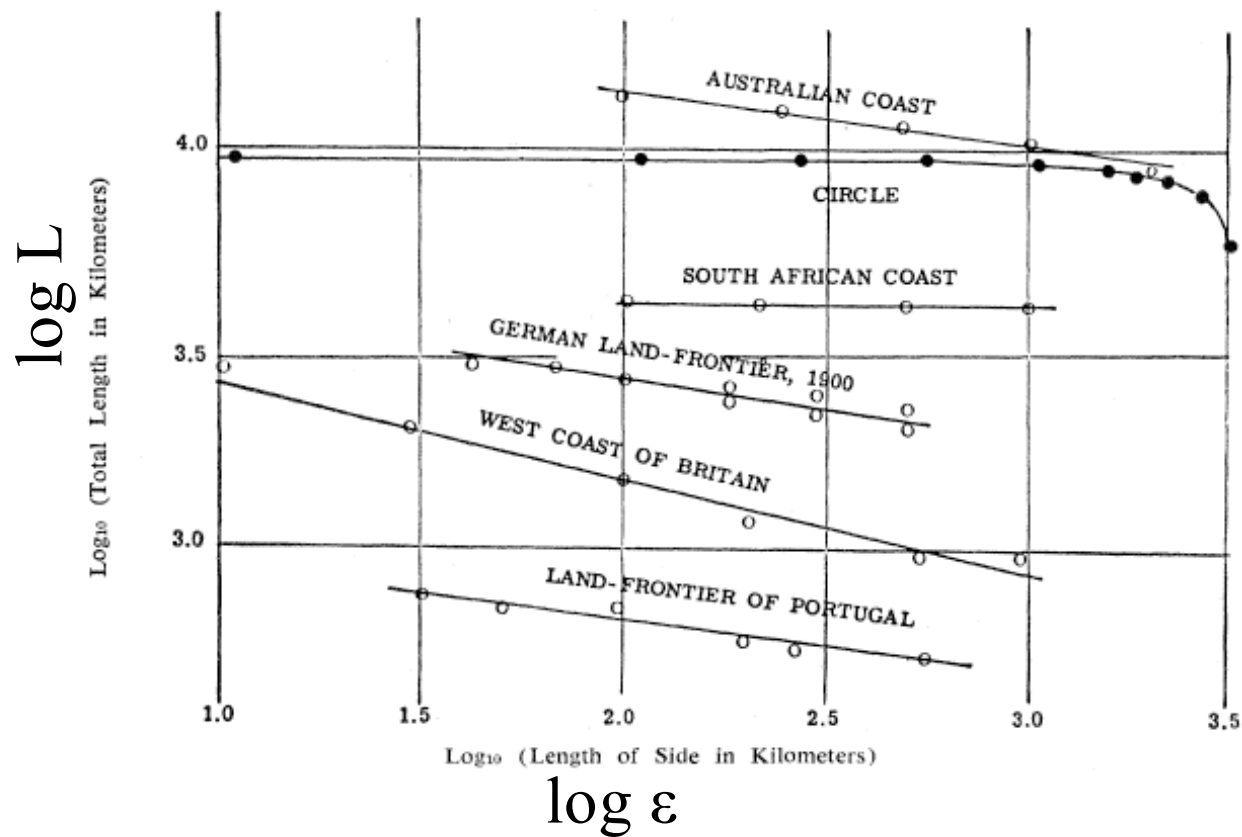 AUSTRALIAN COAST
4.0
CIRCLE
log L
Log₁₀ (Total Length in Kilometers)
SOUTH AFRICAN COAST
GERMAN LAND-FRONTIER, 1900
3.5
WEST COAST OF BRITAIN
3.0
LAND-FRONTIER OF PORTUGAL
1.0 1.5 2.0 2.5 3.0 3.5
Log₁₀ (Length of Side in Kilometers)
log ε